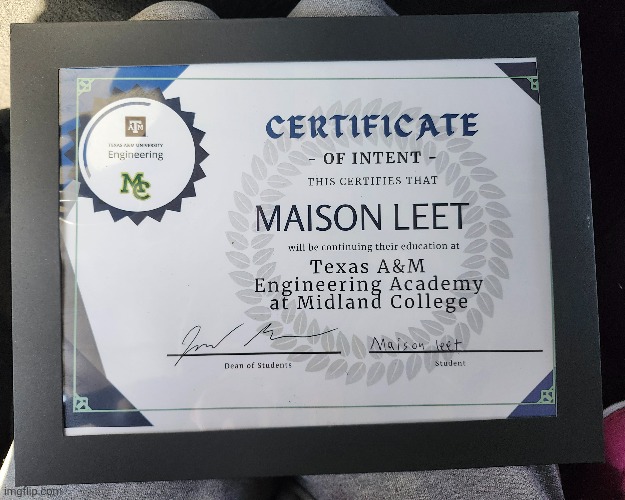 TEXAS A&M UNIVERSITY
Engineering
MC
CERTIFICATE
- OF INTENT -
THIS CERTIFIES THAT
MAISON LEET
will be continuing their education at
Texas A&M
Engineering Academy
at Midland College
Maison leet
Dean of Students
Student
imgflip.com